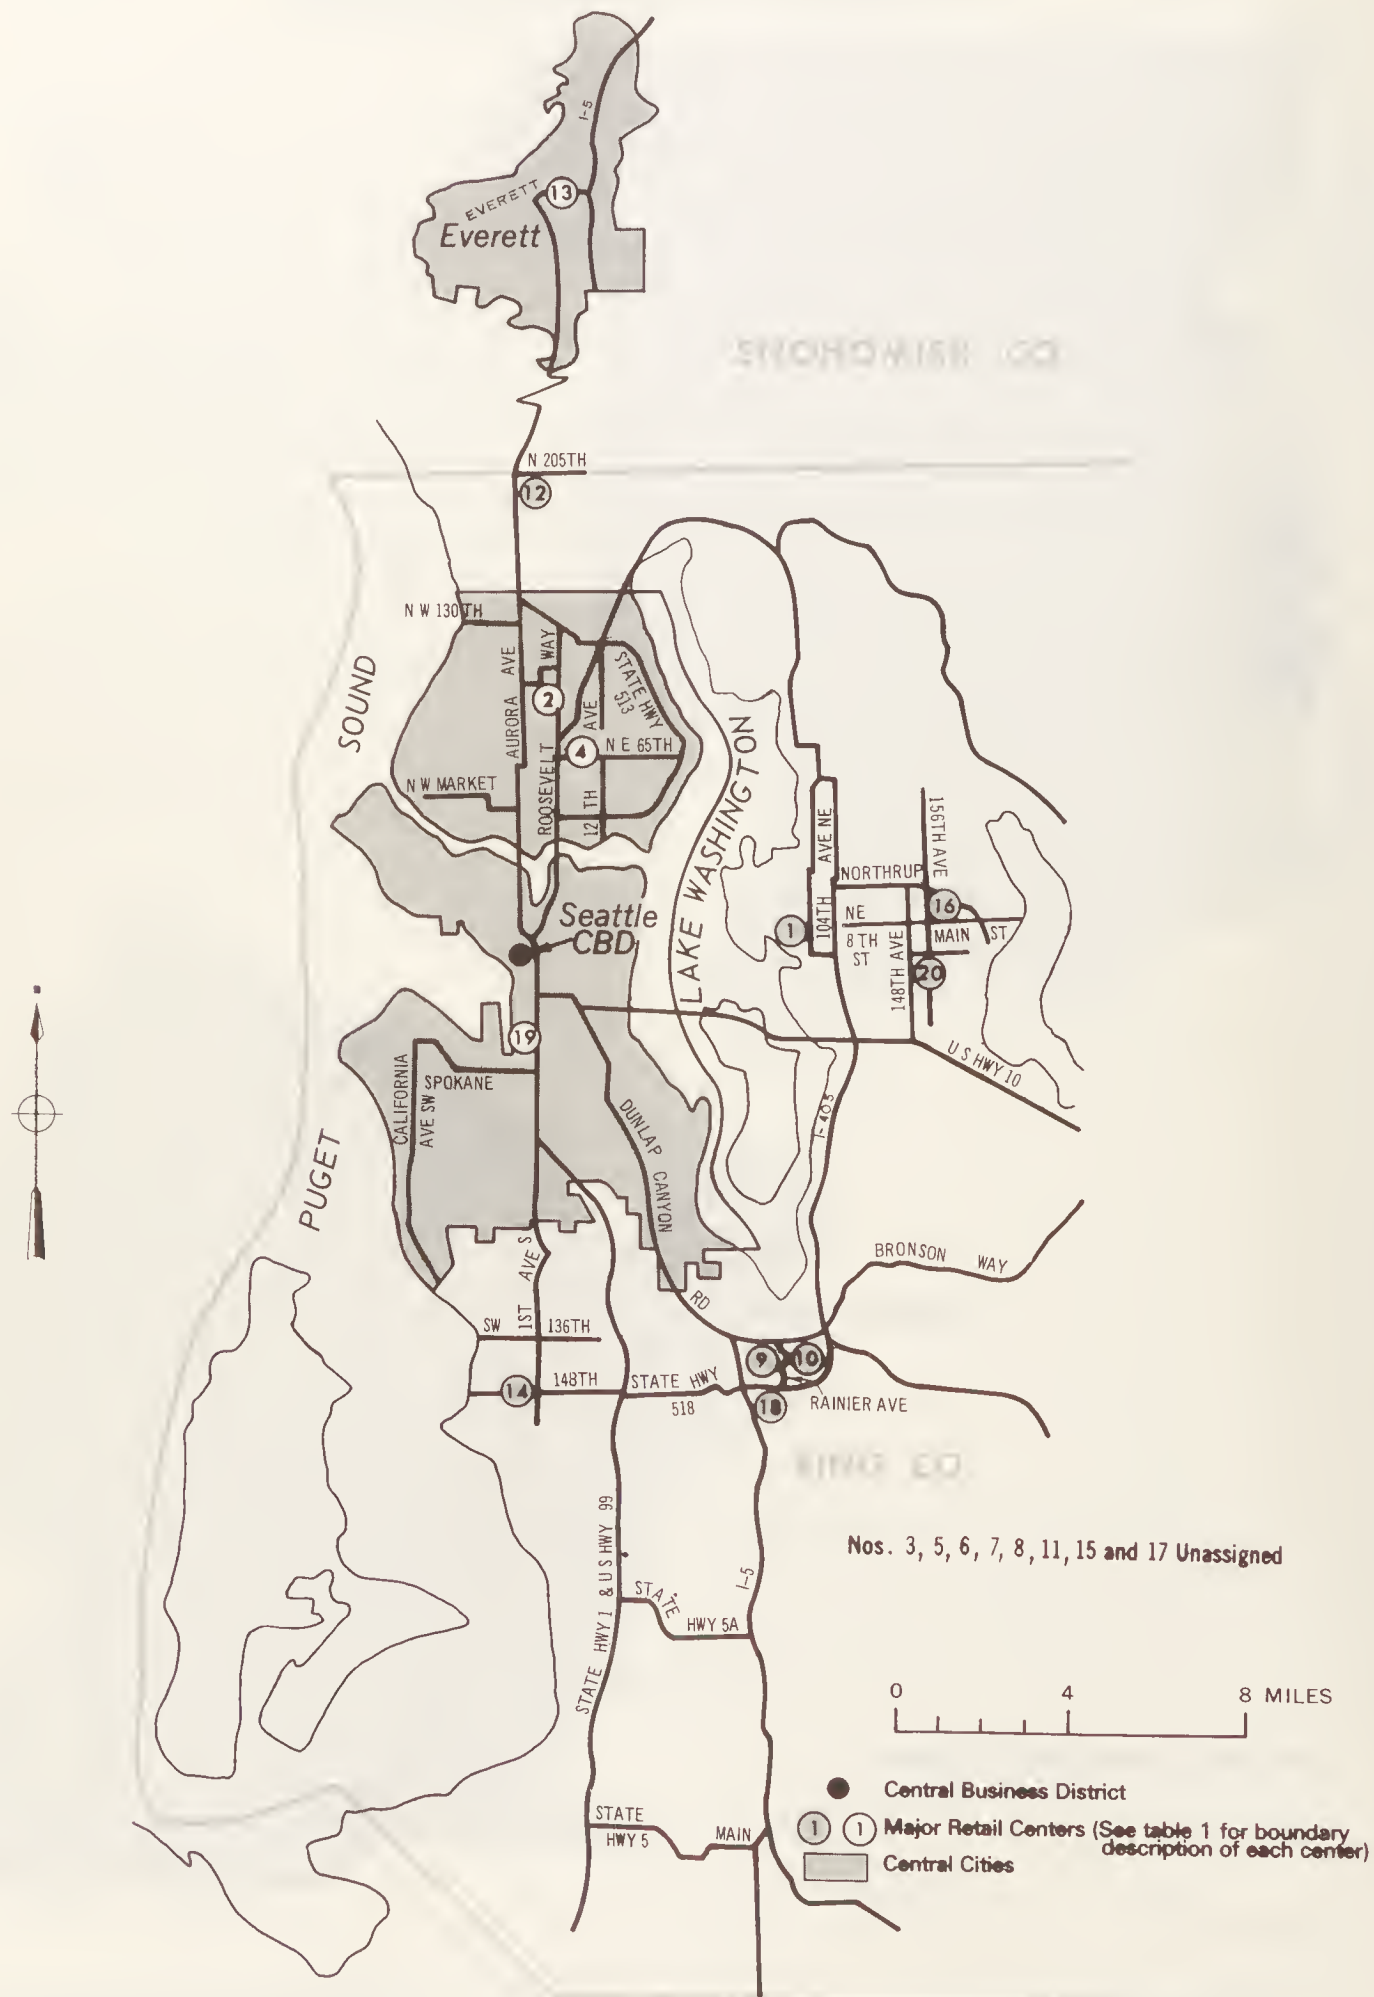 I-5
EVERETT
13
Everett
SNOHOMISH CO
N 205TH
12
N W 130TH
AURORA AVE
WAY
STATE HWY
513
2
AVE
4
N E 65TH
N W MARKET
ROOSEVELT
12 TH
SOUND
LAKE WASHINGTON
AVE NE
104TH
156TH AVE
NORTHRUP
16
NE
8 TH
ST
MAIN ST
1
148TH AVE
20
Seattle
CBD
19
CALIFORNIA
AVE SW
SPOKANE
U S HWY 10
DUNLAP CANYON
RD
I-405
PUGET
BRONSON WAY
1ST AVE S
SW 136TH
9
10
14
148TH
STATE HWY
518
18
RAINIER AVE
KING CO
STATE HWY 1 & U S HWY 99
Nos. 3, 5, 6, 7, 8, 11, 15 and 17 Unassigned
I-5
STATE
HWY 5A
0 4 8 MILES
Central Business District
1 1 Major Retail Centers (See table 1 for boundary
description of each center)
Central Cities
STATE
HWY 5
MAIN